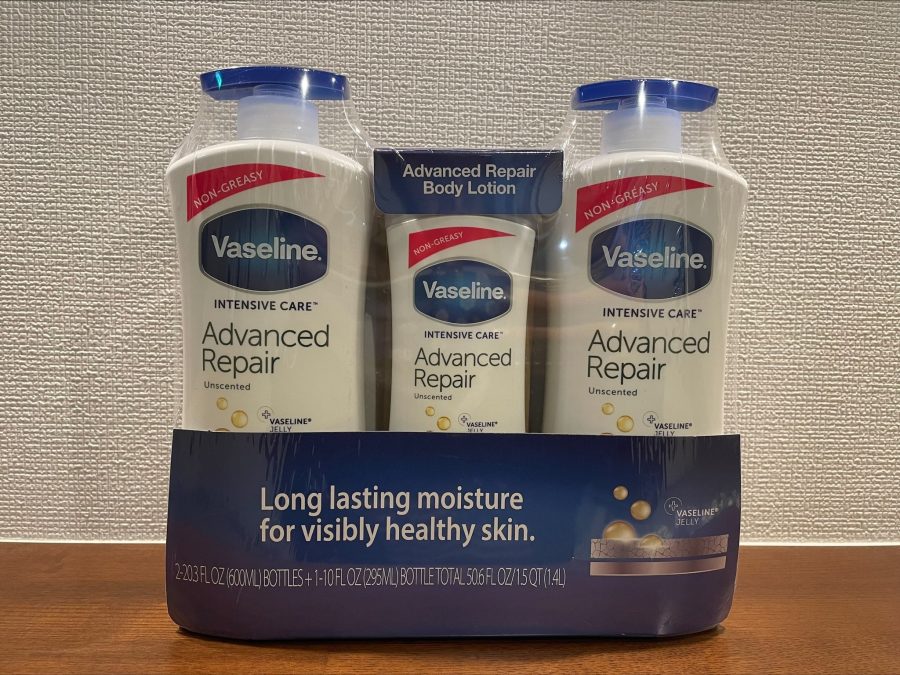 NON-GREASY
Vaseline.
INTENSIVE CARE™
Advanced
Repair
Unscented
VASELINE®
JELLY
Advanced Repair
Body Lotion
NON-GREASY
Vaseline.
INTENSIVE CARE™
Advanced
Repair
Unscented
VASELINE®
JELLY
NON-GREASY
Vaseline.
INTENSIVE CARE™
Advanced
Repair
Unscented
VASELINE®
JELLY
Long lasting moisture
for visibly healthy skin.
VASELINE®
JELLY
2-20.3 FL OZ (600ML) BOTTLES + 1-10 FL OZ (295ML) BOTTLE TOTAL 50.6 FL OZ/1.5 QT (1.4L)